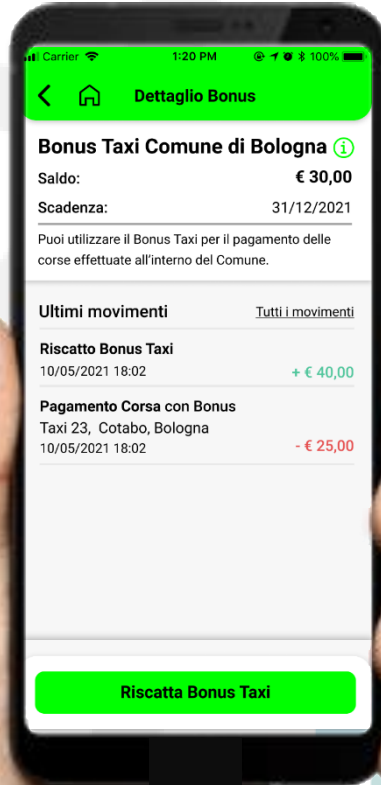 Carrier 1:20 PM 100%
Dettaglio Bonus
Bonus Taxi Comune di Bologna i
Saldo: € 30,00
Scadenza: 31/12/2021
Puoi utilizzare il Bonus Taxi per il pagamento delle
corse effettuate all'interno del Comune.
Ultimi movimenti Tutti i movimenti
Riscatto Bonus Taxi
10/05/2021 18:02 + € 40,00
Pagamento Corsa con Bonus
Taxi 23, Cotabo, Bologna
10/05/2021 18:02 - € 25,00
Riscatta Bonus Taxi